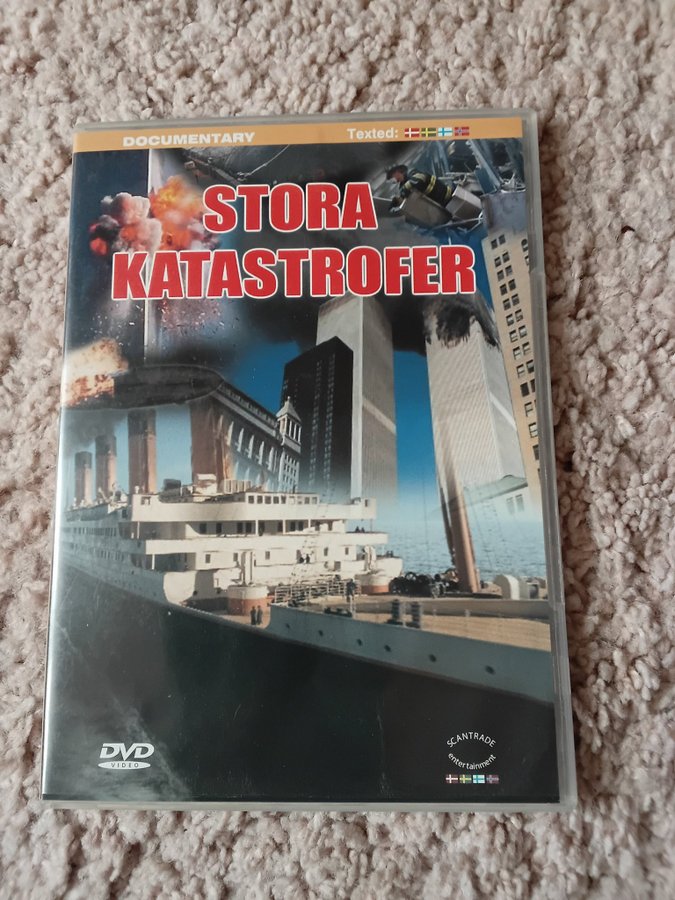 DOCUMENTARY Texted:
STORA
KATASTROFER
DVD
VIDEO
SCANTRADE
entertainment